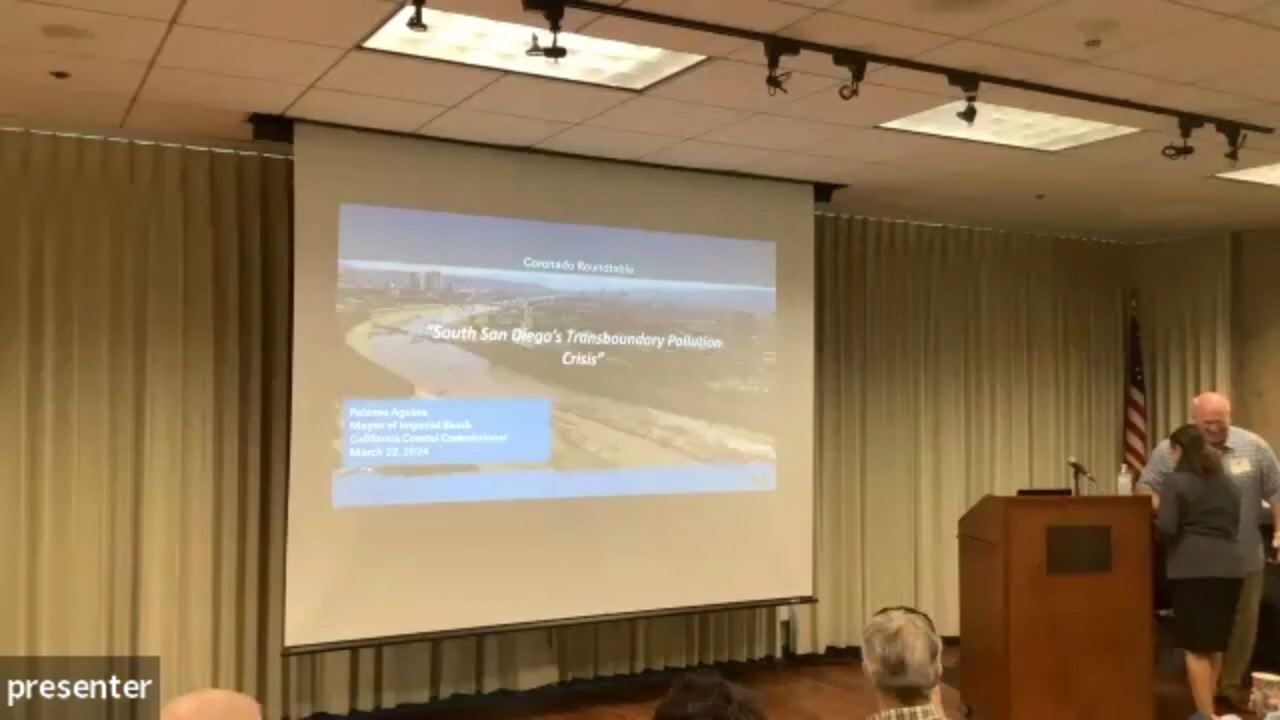 Coronado Roundtable
"South San Diego's Transboundary Pollution
Crisis"
Paloma Aguirre
Mayor of Imperial Beach
California Coastal Commissioner
March 22, 2024
presenter